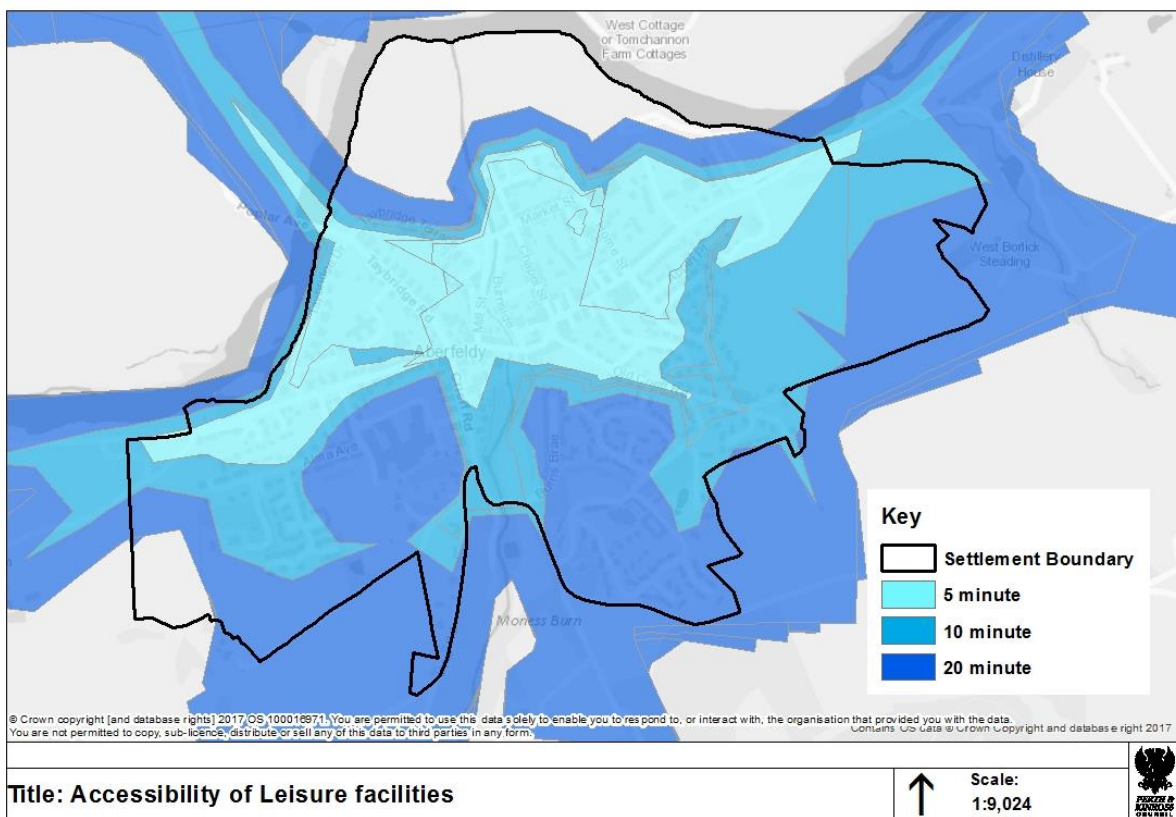 West Cottage
or Tomchannon
Farm Cottages
Distillery
House
Poplar Ave
Taybridge Terrace
Market St
Home St
Taybridge Rd
Chapel St
Burnside
Mill St
West Borlick
Steading
Aberfeldy
Crieff Rd
Alma Ave
Burns Brae
Moness Burn
Key
Settlement Boundary
5 minute
10 minute
20 minute
© Crown copyright [and database rights] 2017 OS 100016971. You are permitted to use this data solely to enable you to respond to, or interact with, the organisation that provided you with the data.
You are not permitted to copy, sub-licence, distribute or sell any of this data to third parties in any form.
Contains OS data © Crown Copyright and database right 2017
Title: Accessibility of Leisure facilities
Scale:
1:9,024
PERTH &
KINROSS
COUNCIL